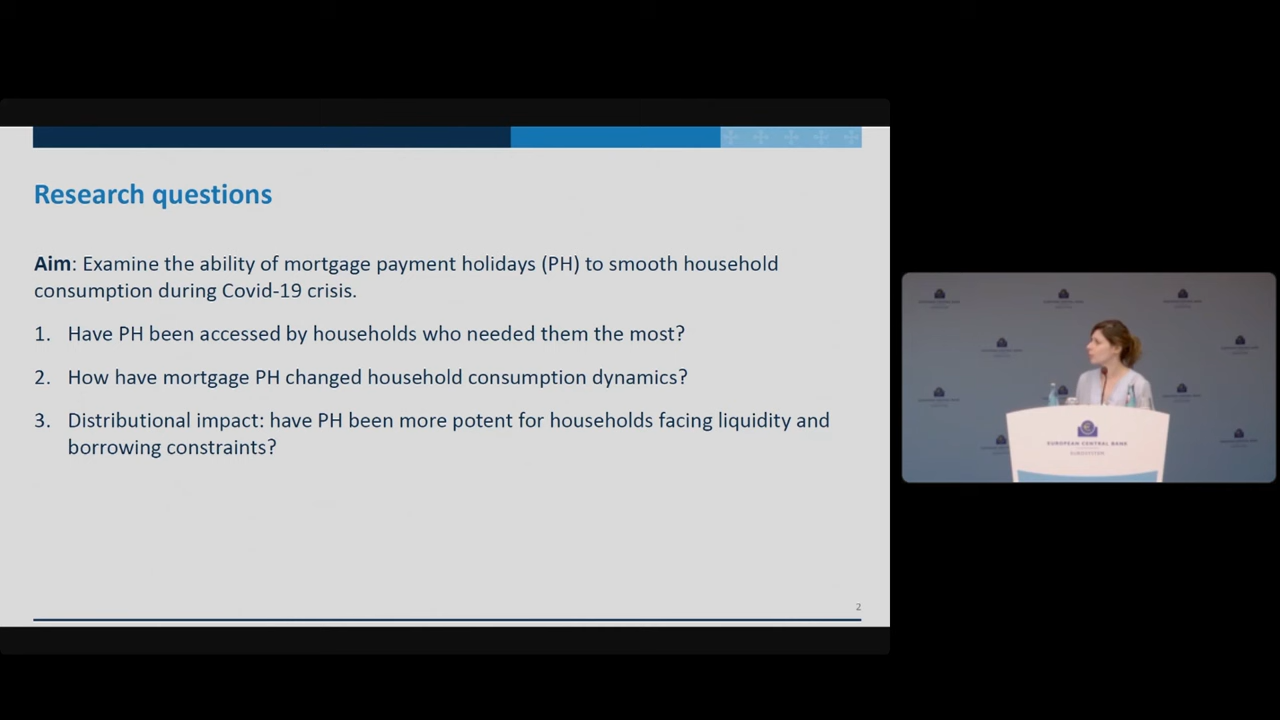 Research questions
Aim: Examine the ability of mortgage payment holidays (PH) to smooth household
consumption during Covid-19 crisis.
1. Have PH been accessed by households who needed them the most?
2. How have mortgage PH changed household consumption dynamics?
3. Distributional impact: have PH been more potent for households facing liquidity and
borrowing constraints?
2
EUROPEAN CENTRAL BANK
EUROSYSTEM